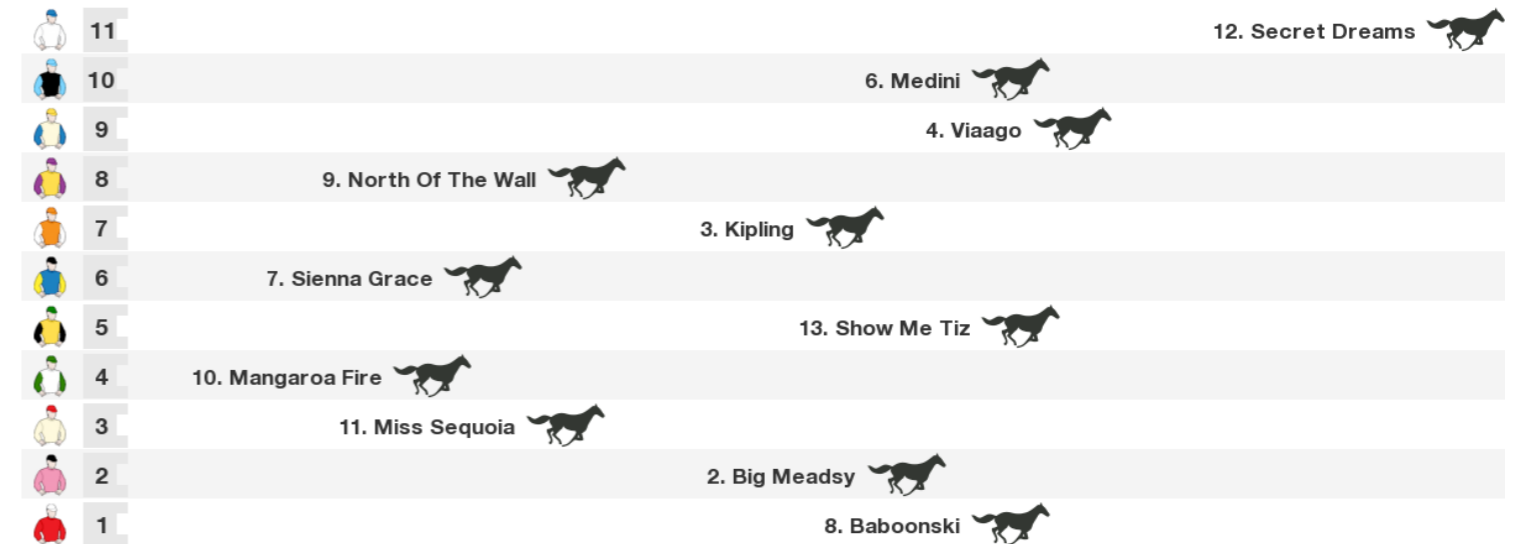 11 12. Secret Dreams
10 6. Medini
9 4. Viaago
8 9. North Of The Wall
7 3. Kipling
6 7. Sienna Grace
5 13. Show Me Tiz
4 10. Mangaroa Fire
3 11. Miss Sequoia
2 2. Big Meadsy
1 8. Baboonski